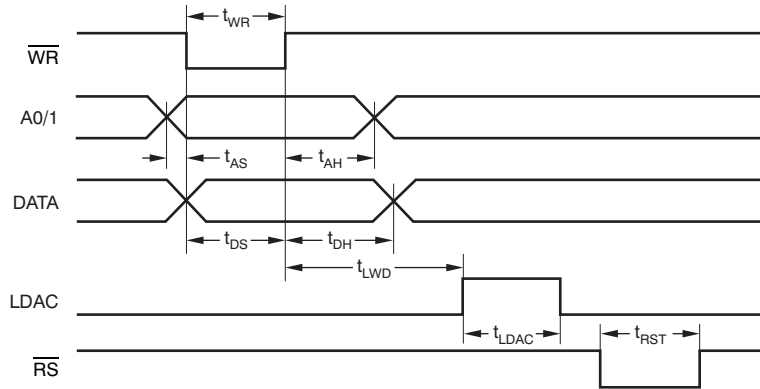 tWR
WR
A0/1
tAS
tAH
DATA
tDS
tDH
tLWD
LDAC
tLDAC
tRST
RS